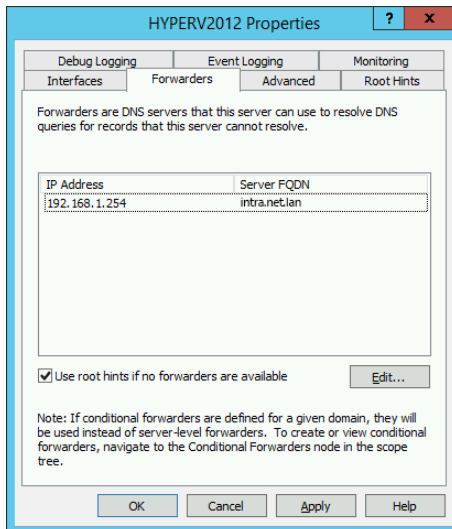 HYPERV2012 Properties
? x
Debug Logging Event Logging Monitoring
Interfaces Forwarders Advanced Root Hints
Forwarders are DNS servers that this server can use to resolve DNS
queries for records that this server cannot resolve.
IP Address Server FQDN
192.168.1.254 intra.net.lan
Use root hints if no forwarders are available Edit...
Note: If conditional forwarders are defined for a given domain, they will
be used instead of server-level forwarders. To create or view conditional
forwarders, navigate to the Conditional Forwarders node in the scope
tree.
OK Cancel Apply Help